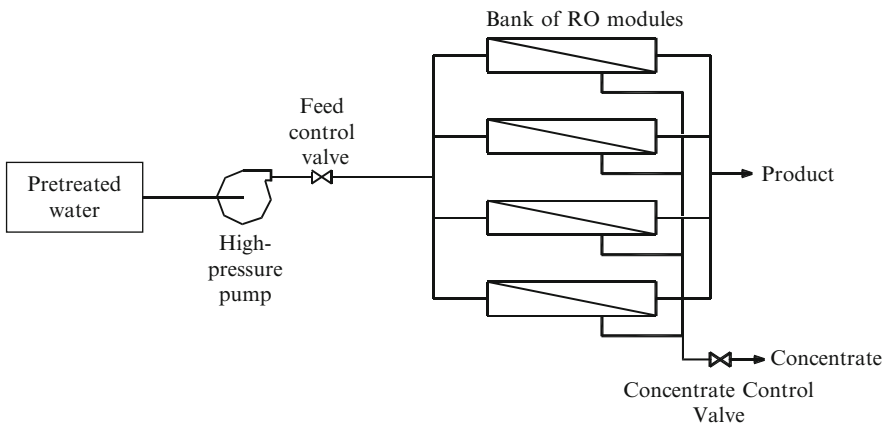 Bank of RO modules
Feed
control
valve
Pretreated
water
High-
pressure
pump
Product
Concentrate
Concentrate Control
Valve